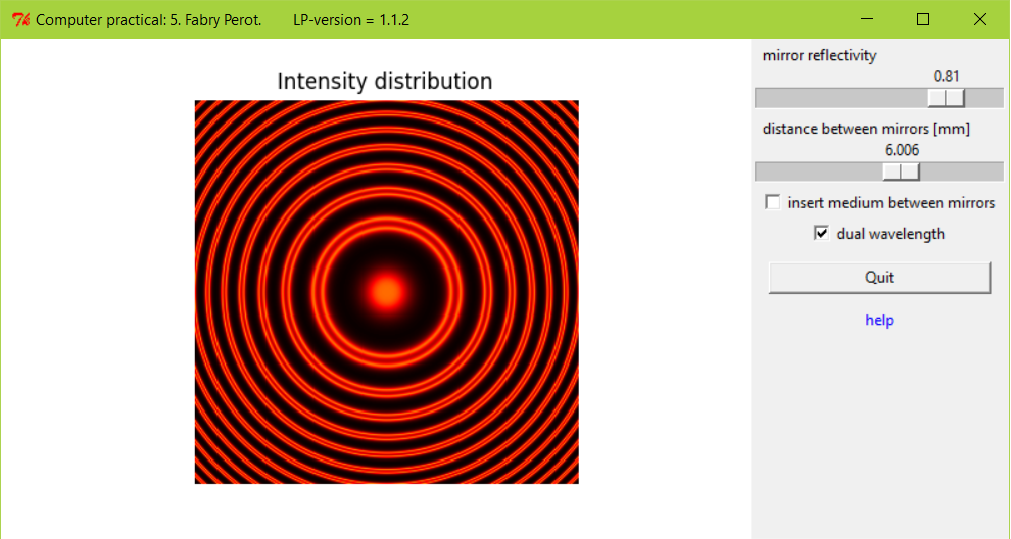 Computer practical: 5. Fabry Perot. LP-version = 1.1.2
Intensity distribution
mirror reflectivity
0.81
distance between mirrors [mm]
6.006
insert medium between mirrors
dual wavelength
Quit
help